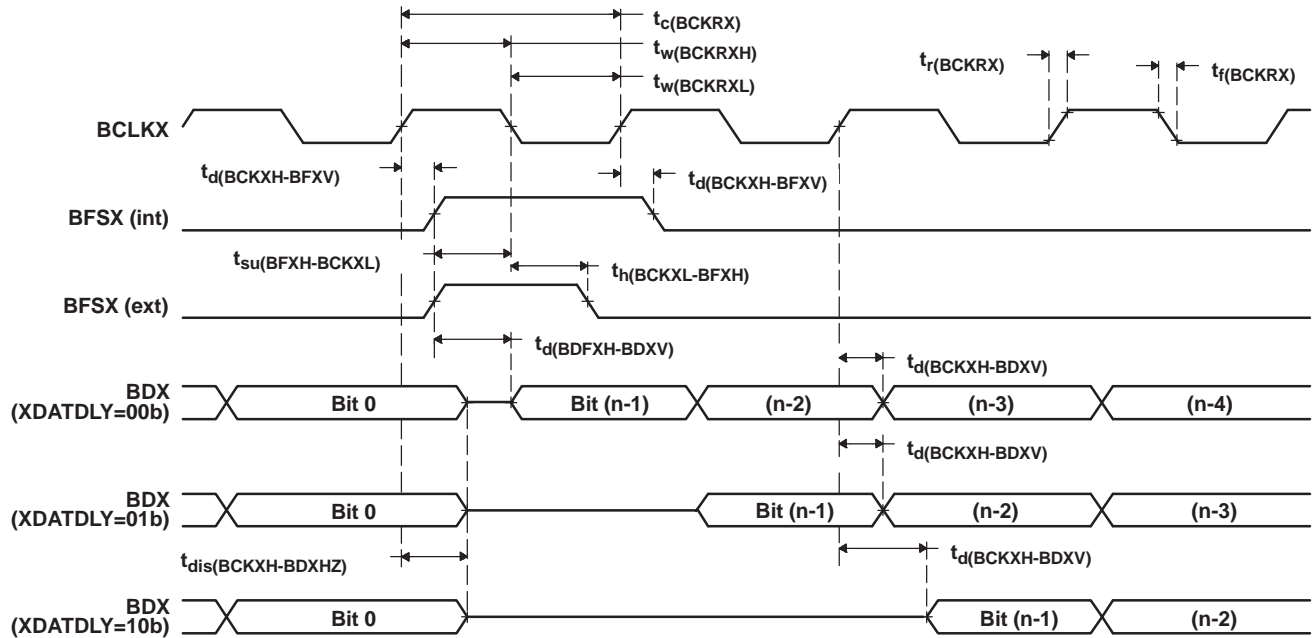 tc(BCKRX)
tw(BCKRXH)
tr(BCKRX)
tf(BCKRX)
tw(BCKRXL)
BCLKX
td(BCKXH-BFXV)
td(BCKXH-BFXV)
BFSX (int)
tsu(BFXH-BCKXL)
th(BCKXL-BFXH)
BFSX (ext)
td(BDFXH-BDXV)
td(BCKXH-BDXV)
BDX
(XDATDLY=00b)
Bit 0
Bit (n-1)
(n-2)
(n-3)
(n-4)
td(BCKXH-BDXV)
BDX
(XDATDLY=01b)
Bit 0
Bit (n-1)
(n-2)
(n-3)
tdis(BCKXH-BDXHZ)
td(BCKXH-BDXV)
BDX
(XDATDLY=10b)
Bit 0
Bit (n-1)
(n-2)